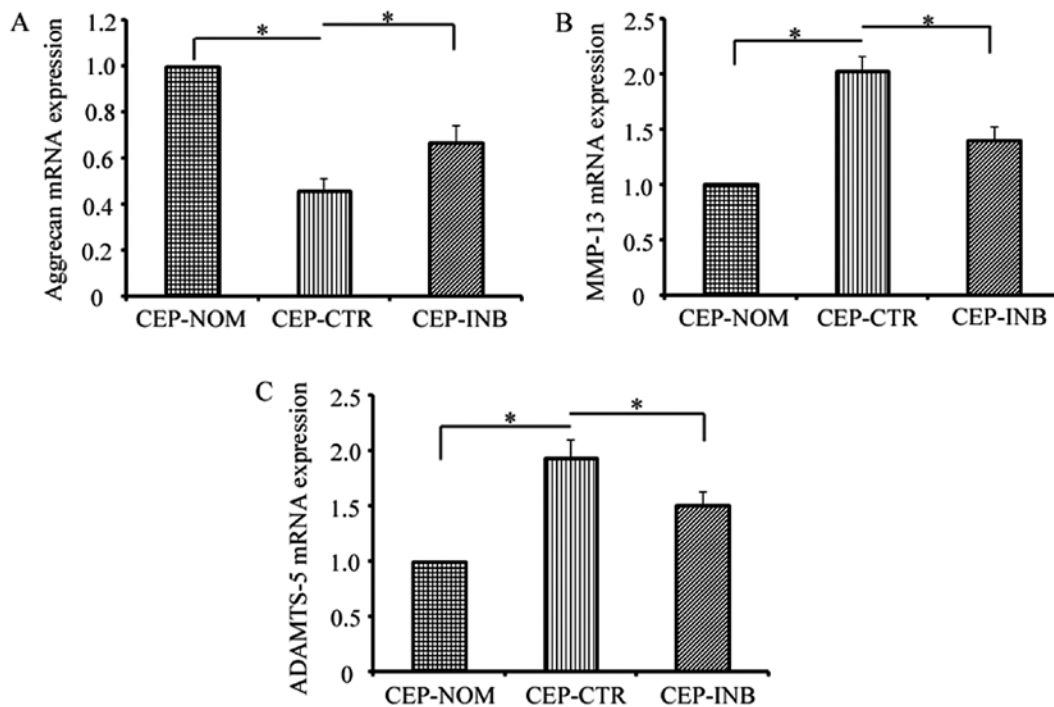 A
Aggrecan mRNA expression
1.2
1.0
0.8
0.6
0.4
0.2
0
*
*
CEP-NOM CEP-CTR CEP-INB
B
MMP-13 mRNA expression
2.5
2.0
1.5
1.0
0.5
0
*
*
CEP-NOM CEP-CTR CEP-INB
C
ADAMTS-5 mRNA expression
2.5
2.0
1.5
1.0
0.5
0
*
*
CEP-NOM CEP-CTR CEP-INB